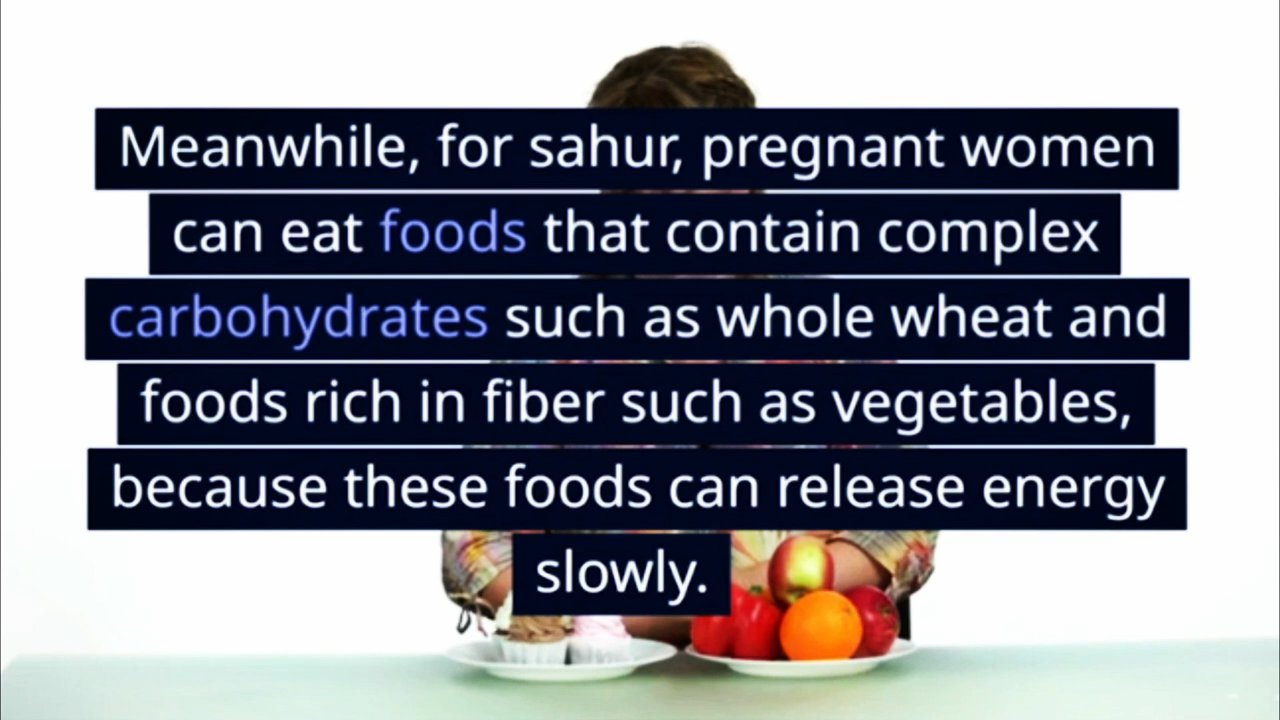 Meanwhile, for sahur, pregnant women
can eat foods that contain complex
carbohydrates such as whole wheat and
foods rich in fiber such as vegetables,
because these foods can release energy
slowly.